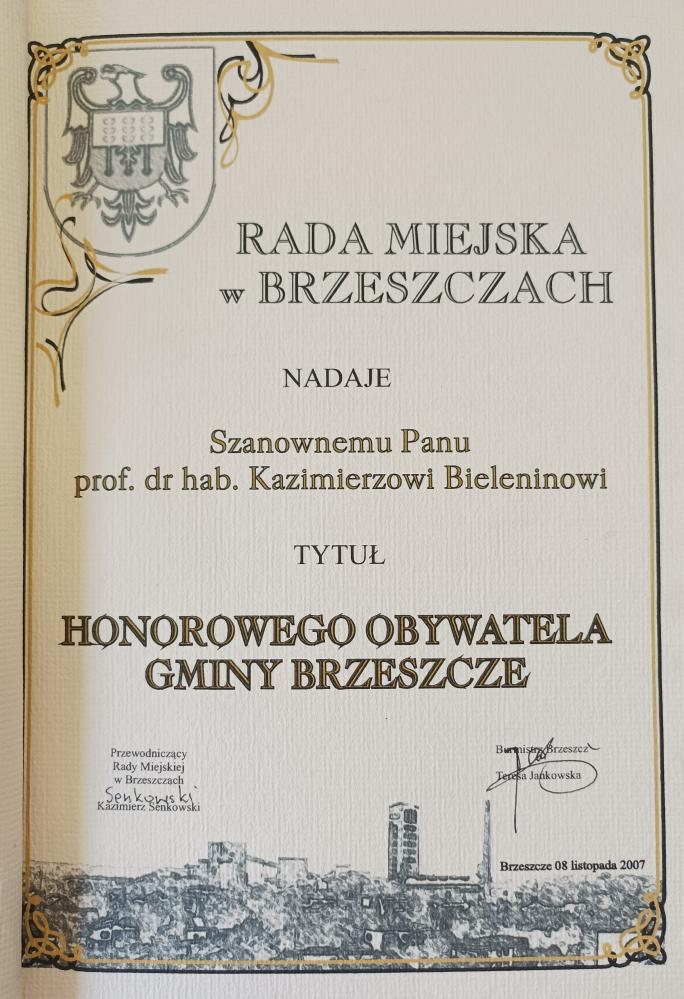 RADA MIEJSKA
w BRZESZCZACH
NADAJE
Szanownemu Panu
prof. dr hab. Kazimierzowi Bieleninowi
TYTUŁ
HONOROWEGO OBYWATELA
GMINY BRZESZCZE
Przewodniczący
Rady Miejskiej
w Brzeszczach
Senkowski
Kazimierz Senkowski
Burmistrz Brzeszcz
Teresa Jankowska
Brzeszcze 08 listopada 2007